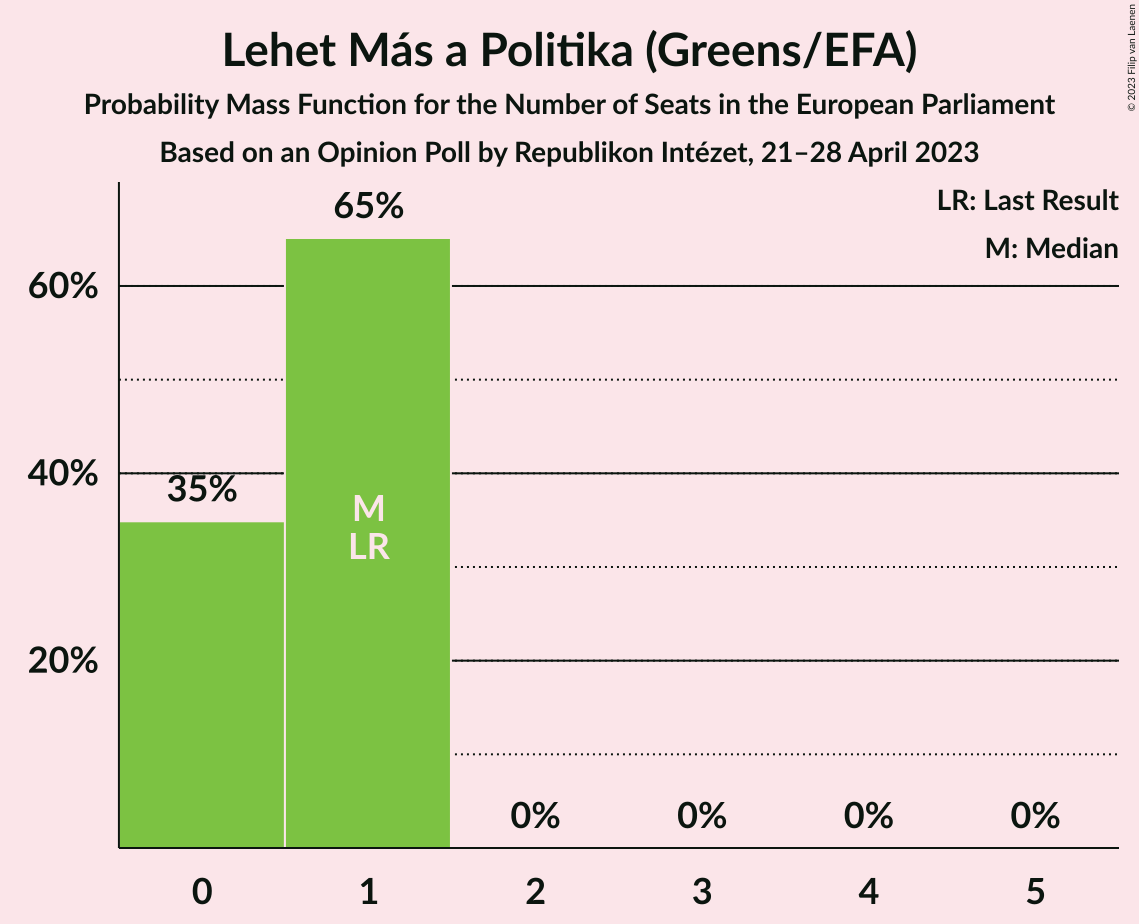 Lehet Más a Politika (Greens/EFA)
Probability Mass Function for the Number of Seats in the European Parliament
Based on an Opinion Poll by Republikon Intézet, 21–28 April 2023
© 2023 Filip van Laenen
LR: Last Result
M: Median
65%
60%
40%
35%
M
LR
20%
0% 0% 0% 0%
0 1 2 3 4 5